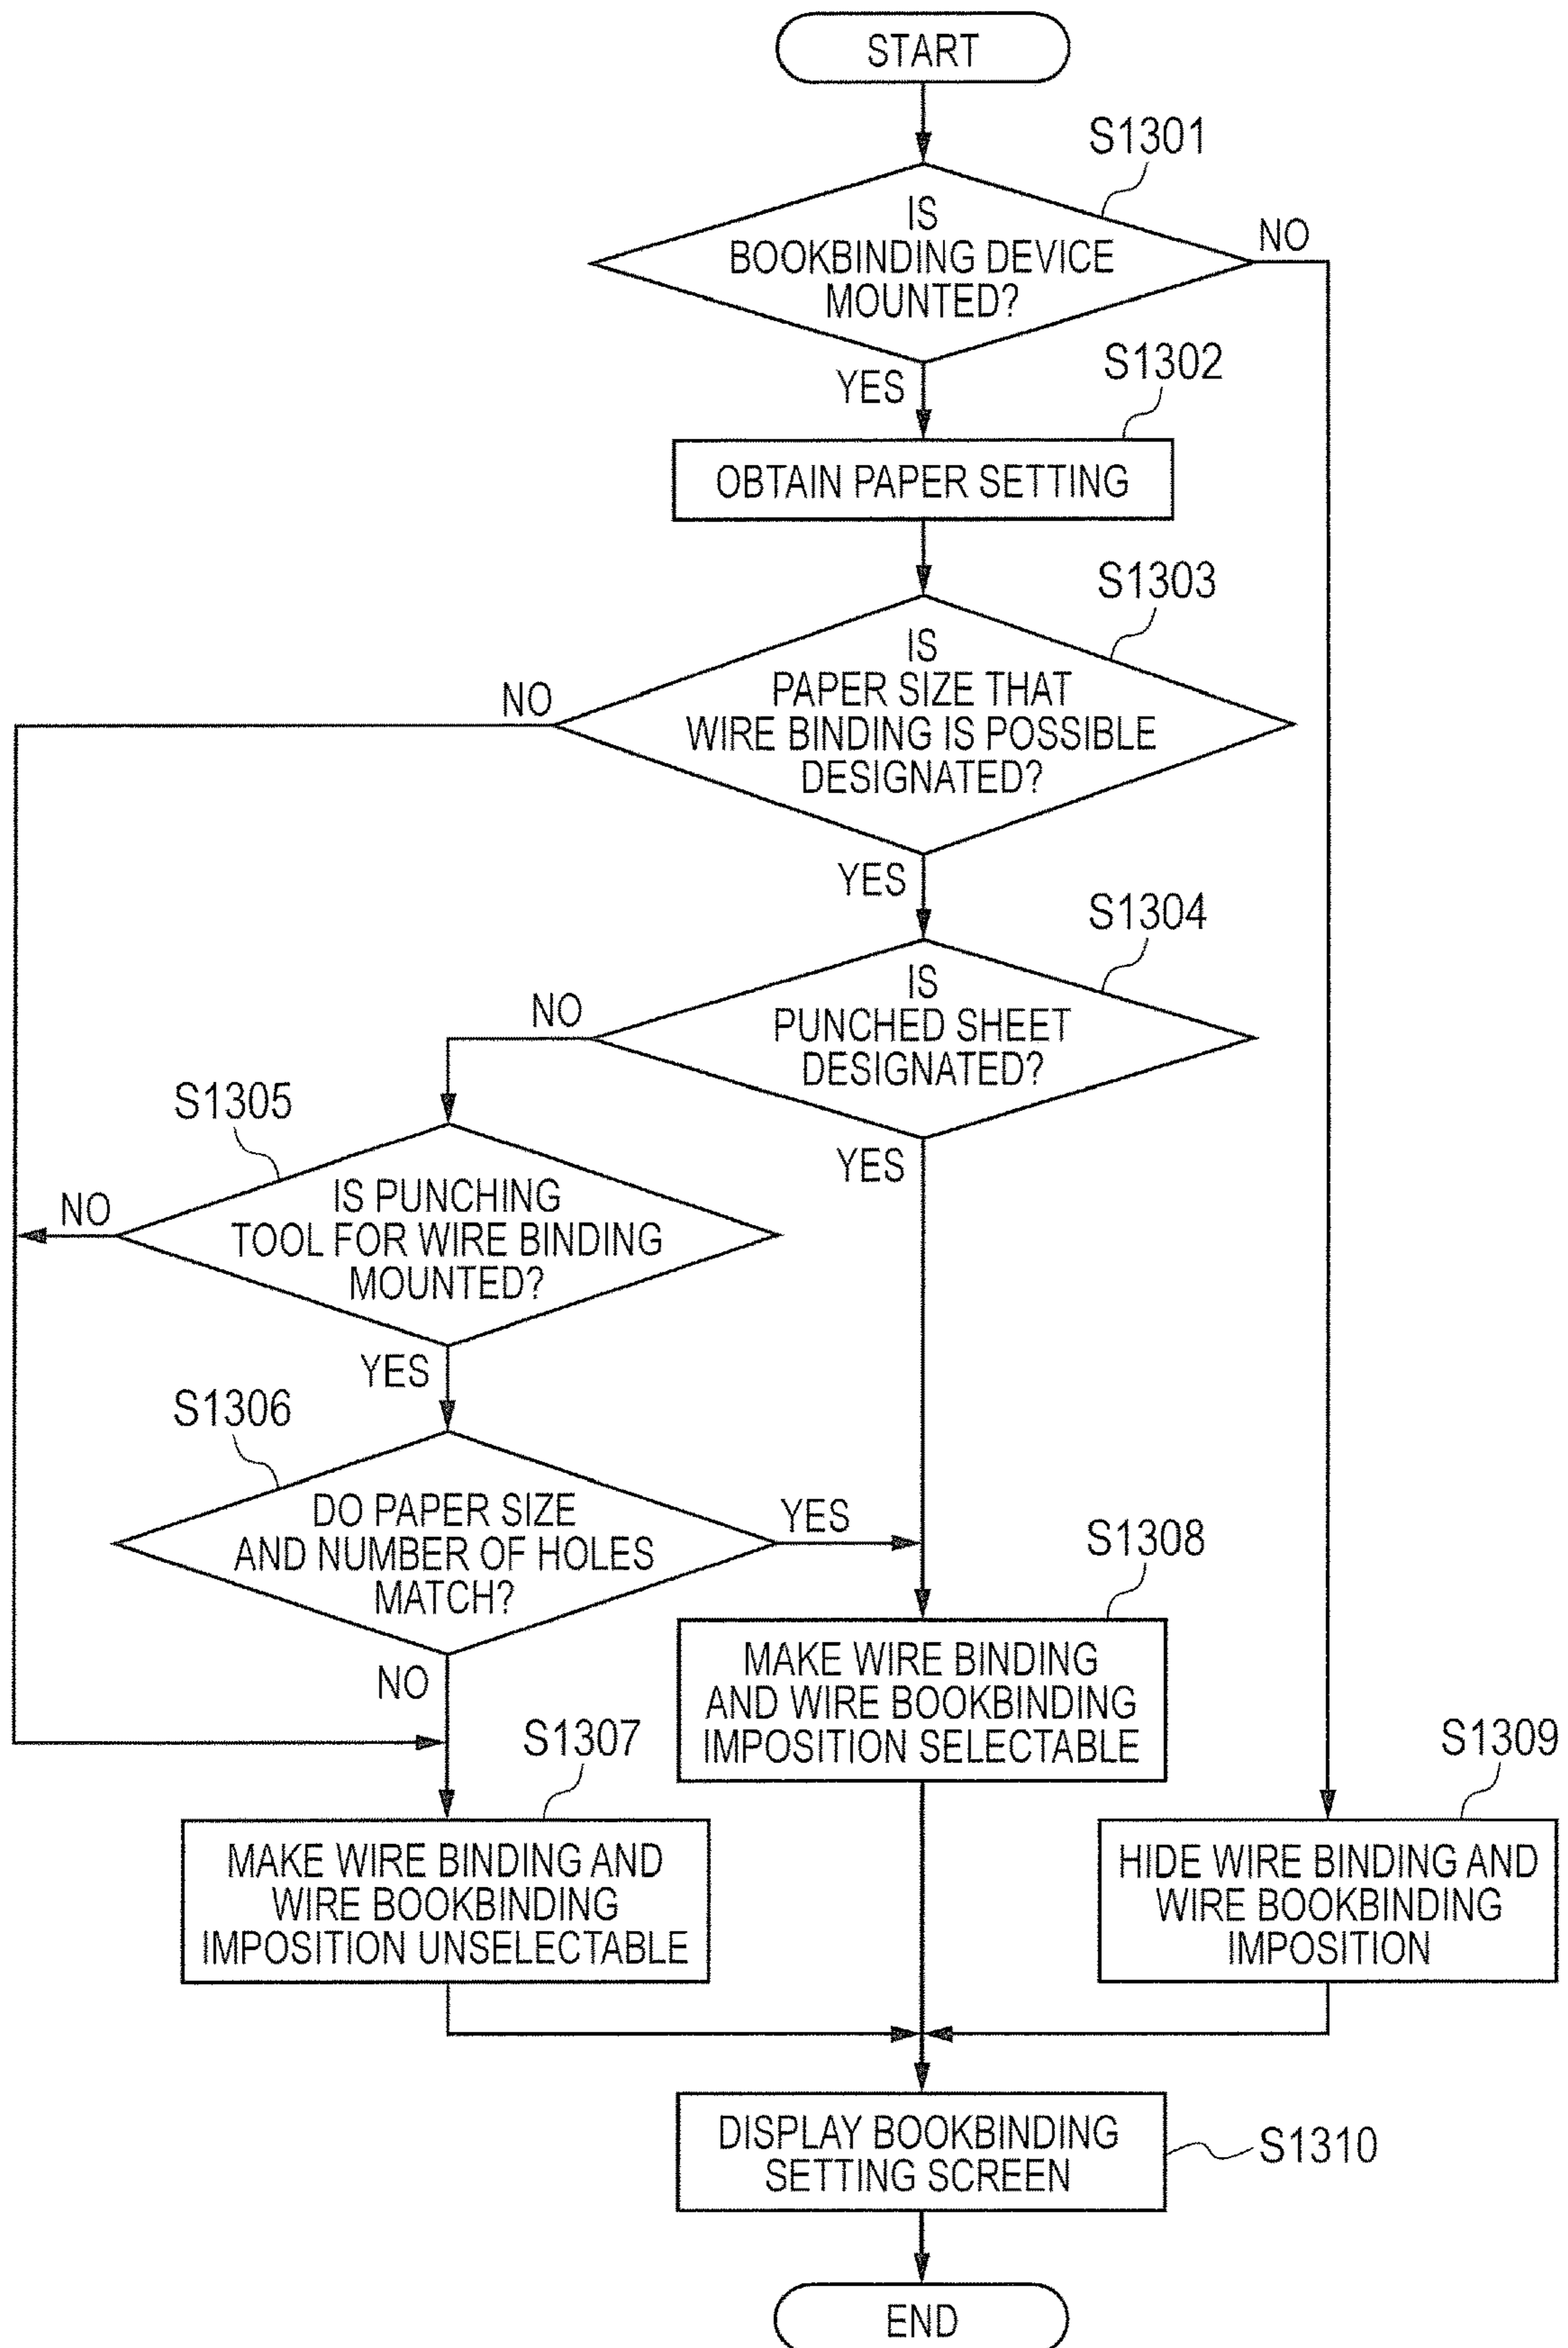 START
S1301
IS
BOOKBINDING DEVICE
MOUNTED?
NO
YES
S1302
OBTAIN PAPER SETTING
S1303
IS
PAPER SIZE THAT
WIRE BINDING IS POSSIBLE
DESIGNATED?
NO
YES
S1304
IS
PUNCHED SHEET
DESIGNATED?
NO
YES
S1305
IS PUNCHING
TOOL FOR WIRE BINDING
MOUNTED?
NO
YES
S1306
DO PAPER SIZE
AND NUMBER OF HOLES
MATCH?
YES
NO
S1308
MAKE WIRE BINDING
AND WIRE BOOKBINDING
IMPOSITION SELECTABLE
S1307
MAKE WIRE BINDING AND
WIRE BOOKBINDING
IMPOSITION UNSELECTABLE
S1309
HIDE WIRE BINDING AND
WIRE BOOKBINDING
IMPOSITION
DISPLAY BOOKBINDING
SETTING SCREEN
S1310
END